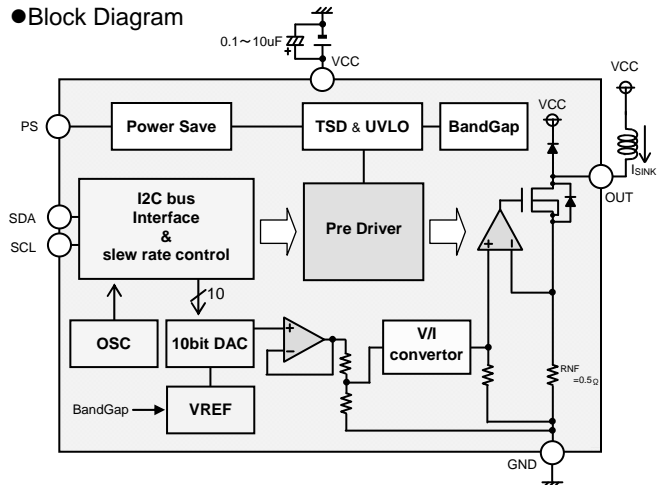 ●Block Diagram
0.1～10uF
+
VCC
VCC
PS
Power Save
TSD & UVLO
BandGap
VCC
ISINK
OUT
SDA
SCL
I2C bus
Interface
&
slew rate control
Pre Driver
+ −
10
OSC
10bit DAC
+
−
V/I
convertor
RNF
=0.5Ω
BandGap
VREF
GND